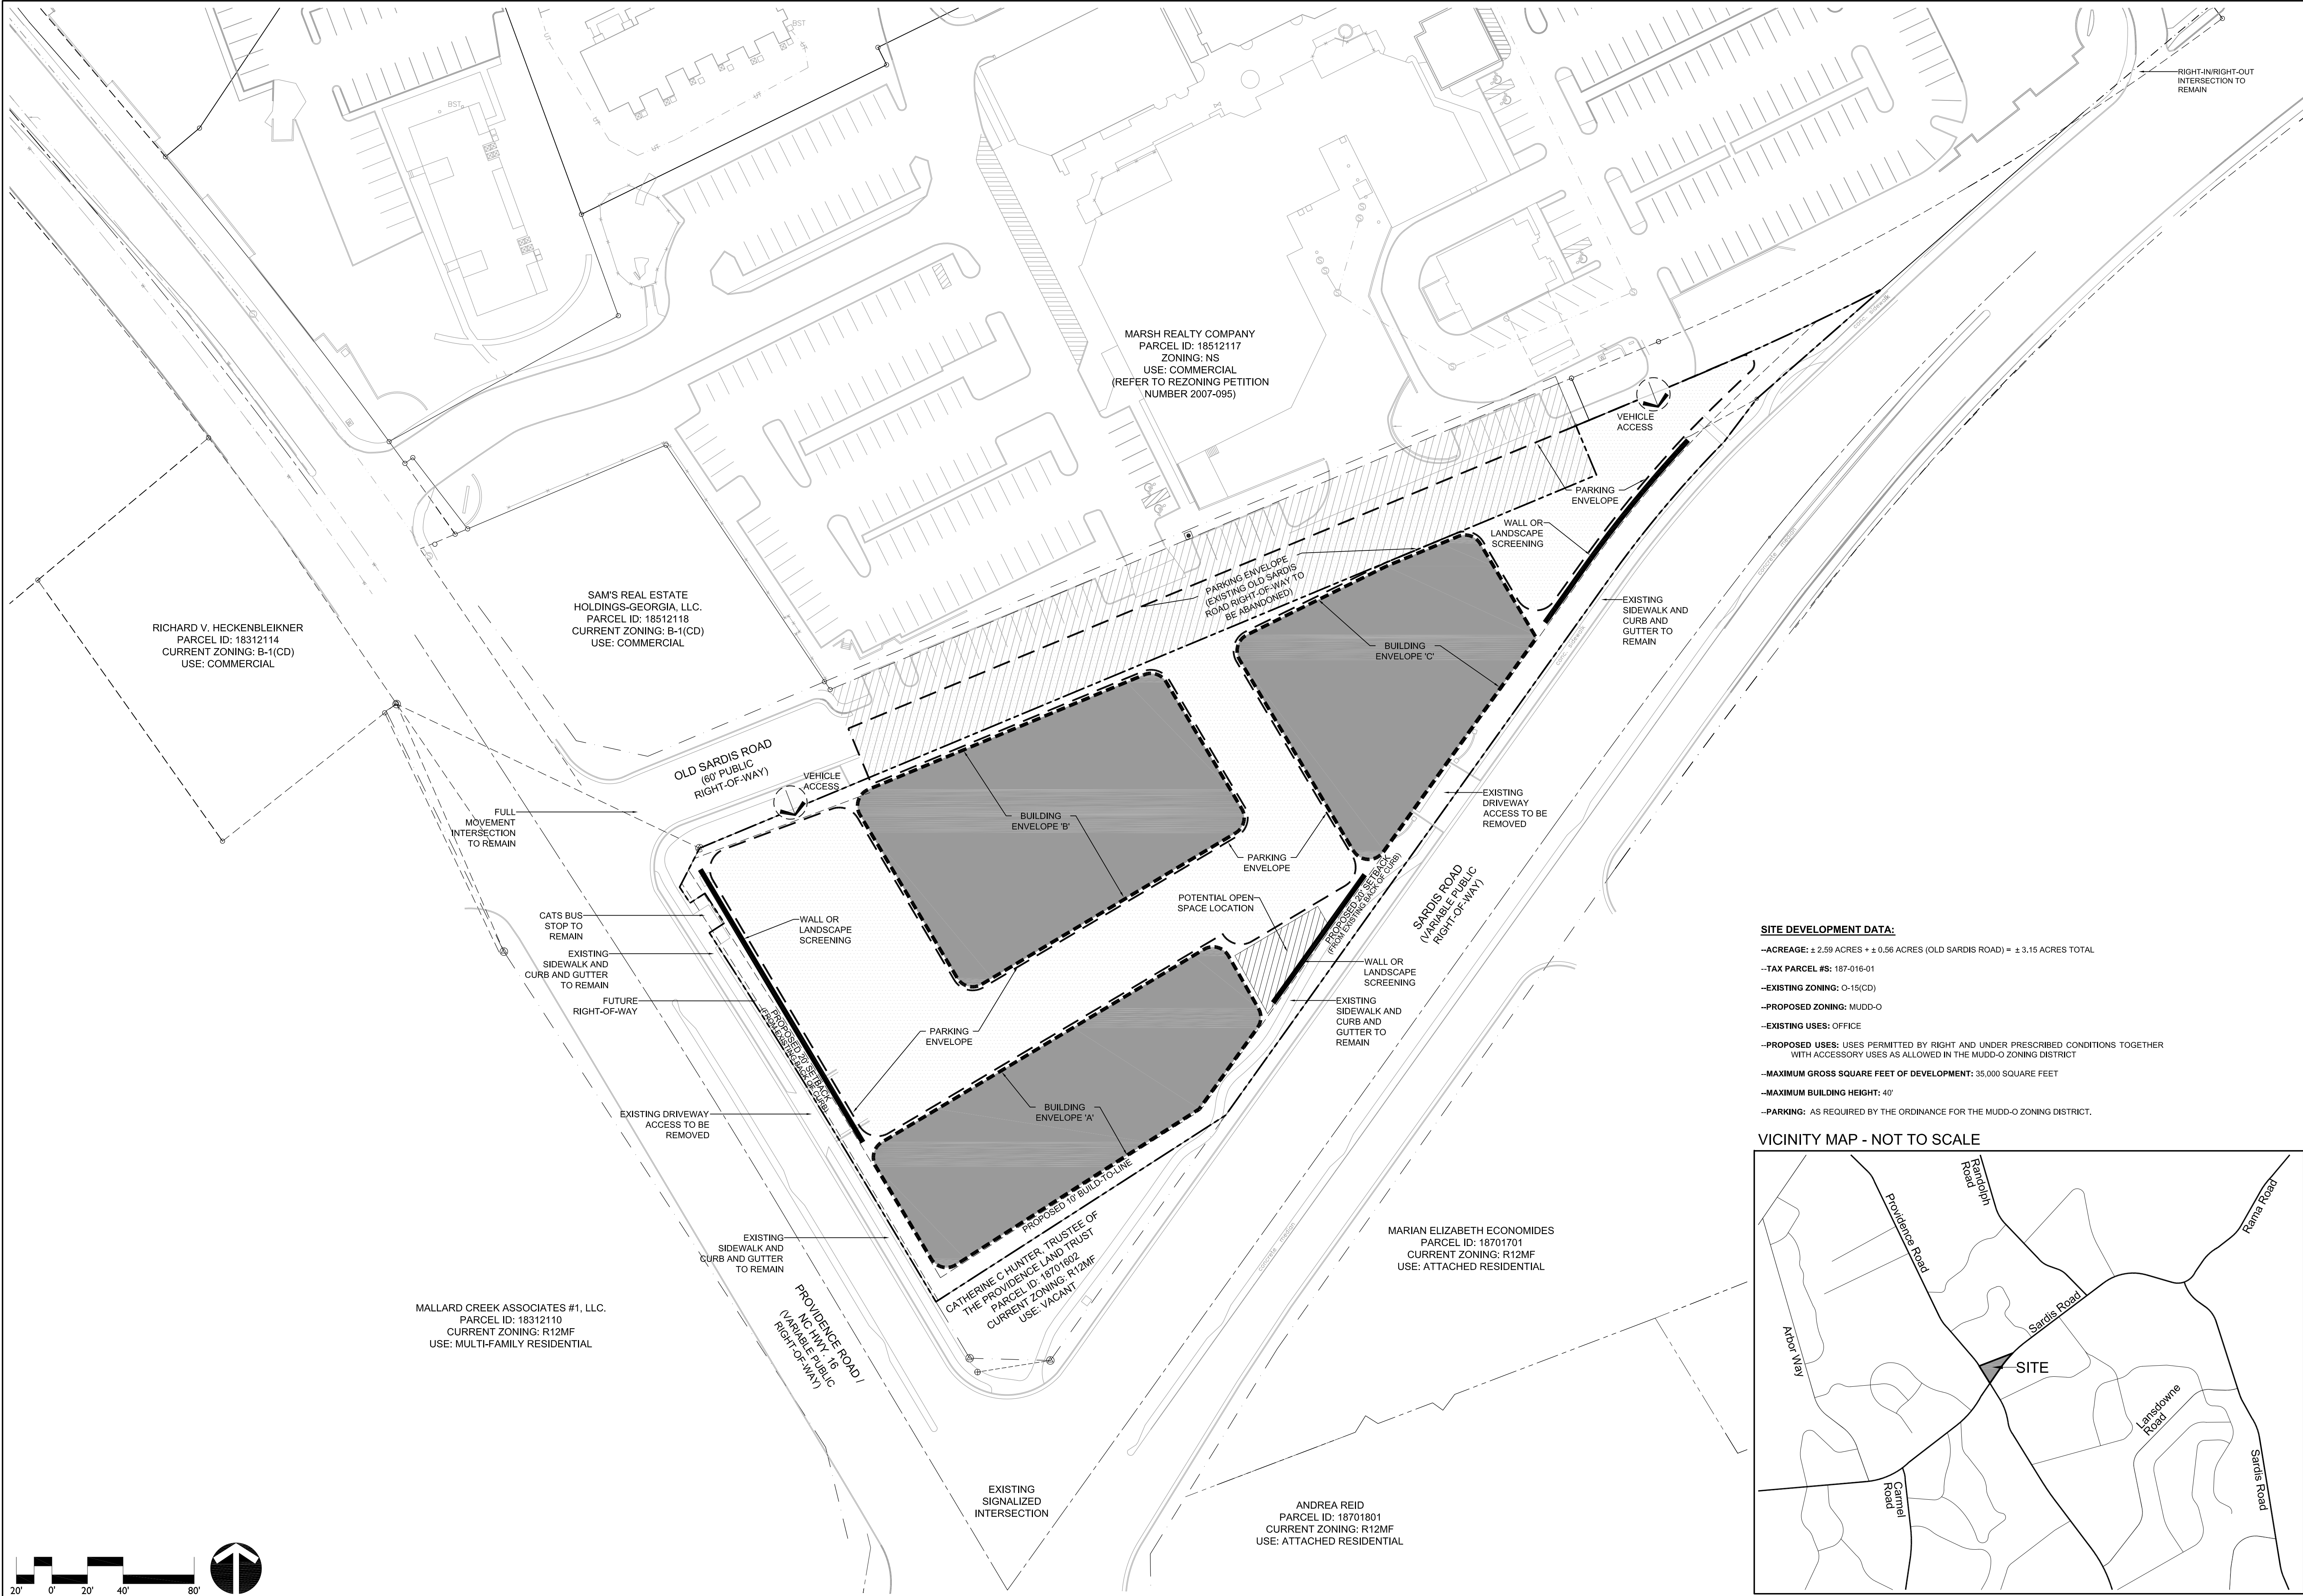 RIGHT-IN/RIGHT-OUT
INTERSECTION TO
REMAIN
BST
BST
MARSH REALTY COMPANY
PARCEL ID: 18512117
ZONING: NS
USE: COMMERCIAL
(REFER TO REZONING PETITION
NUMBER 2007-095)
VEHICLE
ACCESS
PARKING
ENVELOPE
WALL OR
LANDSCAPE
SCREENING
PARKING ENVELOPE
(EXISTING OLD SARDIS
ROAD RIGHT-OF-WAY TO
BE ABANDONED)
EXISTING
SIDEWALK AND
CURB AND
GUTTER TO
REMAIN
SAM'S REAL ESTATE
HOLDINGS-GEORGIA, LLC.
PARCEL ID: 18512118
CURRENT ZONING: B-1(CD)
USE: COMMERCIAL
RICHARD V. HECKENBLEIKNER
PARCEL ID: 18312114
CURRENT ZONING: B-1(CD)
USE: COMMERCIAL
BUILDING
ENVELOPE 'C'
OLD SARDIS ROAD
(60' PUBLIC
RIGHT-OF-WAY)
VEHICLE
ACCESS
FULL
MOVEMENT
INTERSECTION
TO REMAIN
BUILDING
ENVELOPE 'B'
EXISTING
DRIVEWAY
ACCESS TO BE
REMOVED
PARKING
ENVELOPE
POTENTIAL OPEN
SPACE LOCATION
PROPOSED 20' SETBACK
(FROM EXISTING BACK OF CURB)
SARDIS ROAD
(VARIABLE PUBLIC
RIGHT-OF-WAY)
CATS BUS
STOP TO
REMAIN
WALL OR
LANDSCAPE
SCREENING
EXISTING
SIDEWALK AND
CURB AND GUTTER
TO REMAIN
FUTURE
RIGHT-OF-WAY
WALL OR
LANDSCAPE
SCREENING
EXISTING
SIDEWALK AND
CURB AND
GUTTER TO
REMAIN
PROPOSED 20' SETBACK
(FROM EXISTING BACK OF CURB)
PARKING
ENVELOPE
EXISTING DRIVEWAY
ACCESS TO BE
REMOVED
BUILDING
ENVELOPE 'A'
PROPOSED 10' BUILD-TO-LINE
EXISTING
SIDEWALK AND
CURB AND GUTTER
TO REMAIN
CATHERINE C HUNTER, TRUSTEE OF
THE PROVIDENCE LAND TRUST
PARCEL ID: 18701602
CURRENT ZONING: R12MF
USE: VACANT
MARIAN ELIZABETH ECONOMIDES
PARCEL ID: 18701701
CURRENT ZONING: R12MF
USE: ATTACHED RESIDENTIAL
PROVIDENCE ROAD /
NC HWY. 16
(VARIABLE PUBLIC
RIGHT-OF-WAY)
MALLARD CREEK ASSOCIATES #1, LLC.
PARCEL ID: 18312110
CURRENT ZONING: R12MF
USE: MULTI-FAMILY RESIDENTIAL
EXISTING
SIGNALIZED
INTERSECTION
ANDREA REID
PARCEL ID: 18701801
CURRENT ZONING: R12MF
USE: ATTACHED RESIDENTIAL
20' 0' 20' 40' 80'
SITE DEVELOPMENT DATA:
--ACREAGE: ± 2.59 ACRES + ± 0.56 ACRES (OLD SARDIS ROAD) = ± 3.15 ACRES TOTAL
--TAX PARCEL #S: 187-016-01
--EXISTING ZONING: O-15(CD)
--PROPOSED ZONING: MUDD-O
--EXISTING USES: OFFICE
--PROPOSED USES: USES PERMITTED BY RIGHT AND UNDER PRESCRIBED CONDITIONS TOGETHER
WITH ACCESSORY USES AS ALLOWED IN THE MUDD-O ZONING DISTRICT
--MAXIMUM GROSS SQUARE FEET OF DEVELOPMENT: 35,000 SQUARE FEET
--MAXIMUM BUILDING HEIGHT: 40'
--PARKING: AS REQUIRED BY THE ORDINANCE FOR THE MUDD-O ZONING DISTRICT.
VICINITY MAP - NOT TO SCALE
Providence Road
Randolph
Road
Rama Road
Sardis Road
Arbor Way
SITE
Lansdowne
Road
Carmel
Road
Sardis Road